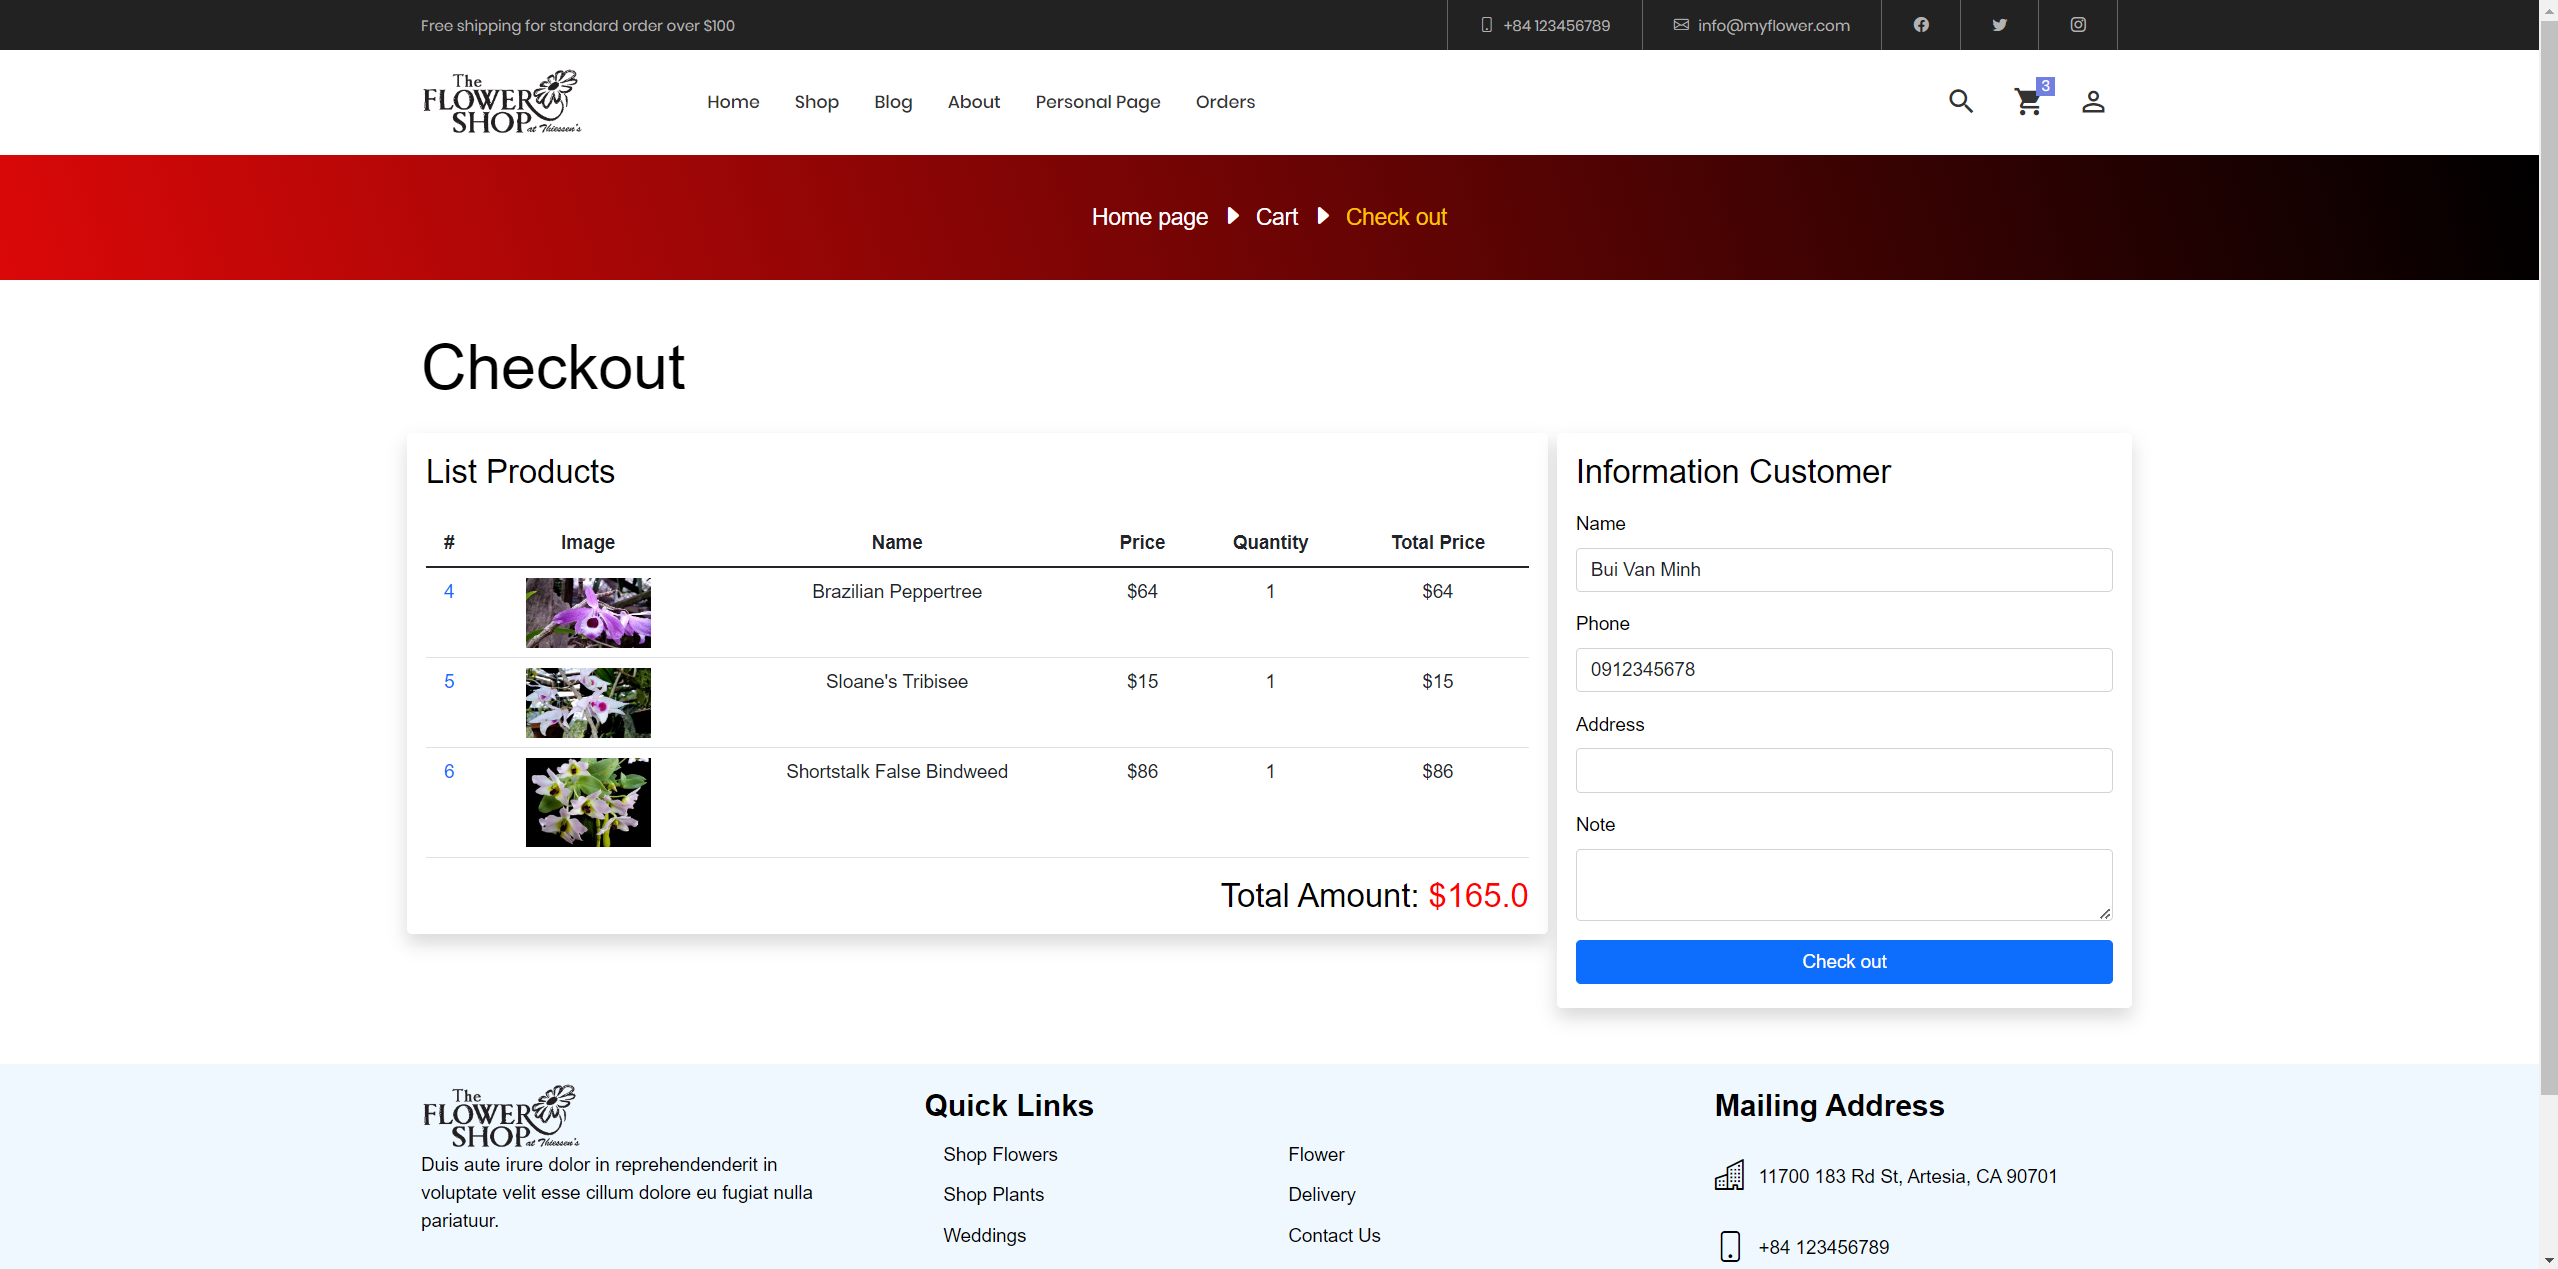 Free shipping for standard order over $100
+84 123456789
info@myflower.com
The
FLOWER
SHOP at Thiessen's
Home
Shop
Blog
About
Personal Page
Orders
3
Home page
Cart
Check out
Checkout
List Products
# Image Name Price Quantity Total Price
4 Brazilian Peppertree $64 1 $64
5 Sloane's Tribisee $15 1 $15
6 Shortstalk False Bindweed $86 1 $86
Total Amount: $165.0
Information Customer
Name
Bui Van Minh
Phone
0912345678
Address
Note
Check out
The
FLOWER
SHOP at Thiessen's
Duis aute irure dolor in reprehendenderit in
voluptate velit esse cillum dolore eu fugiat nulla
pariatuur.
Quick Links
Shop Flowers
Shop Plants
Weddings
Flower
Delivery
Contact Us
Mailing Address
11700 183 Rd St, Artesia, CA 90701
+84 123456789